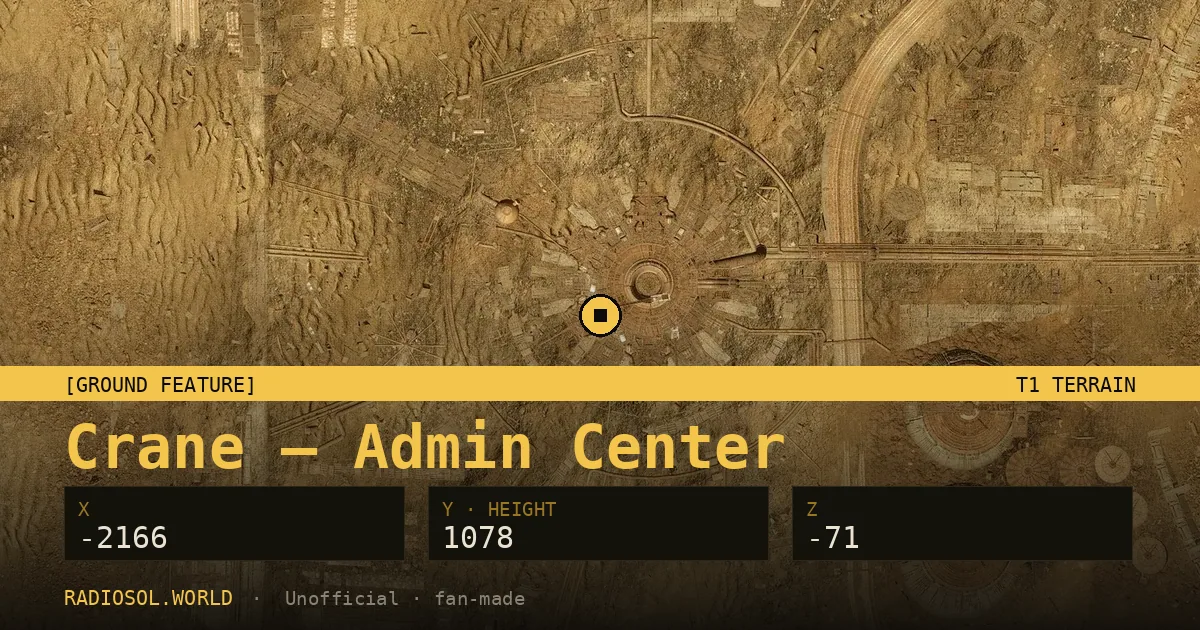 [GROUND FEATURE] T1 TERRAIN
Crane — Admin Center
X Y · HEIGHT Z
-2166 1078 -71
RADIOSOL.WORLD · Unofficial · fan-made